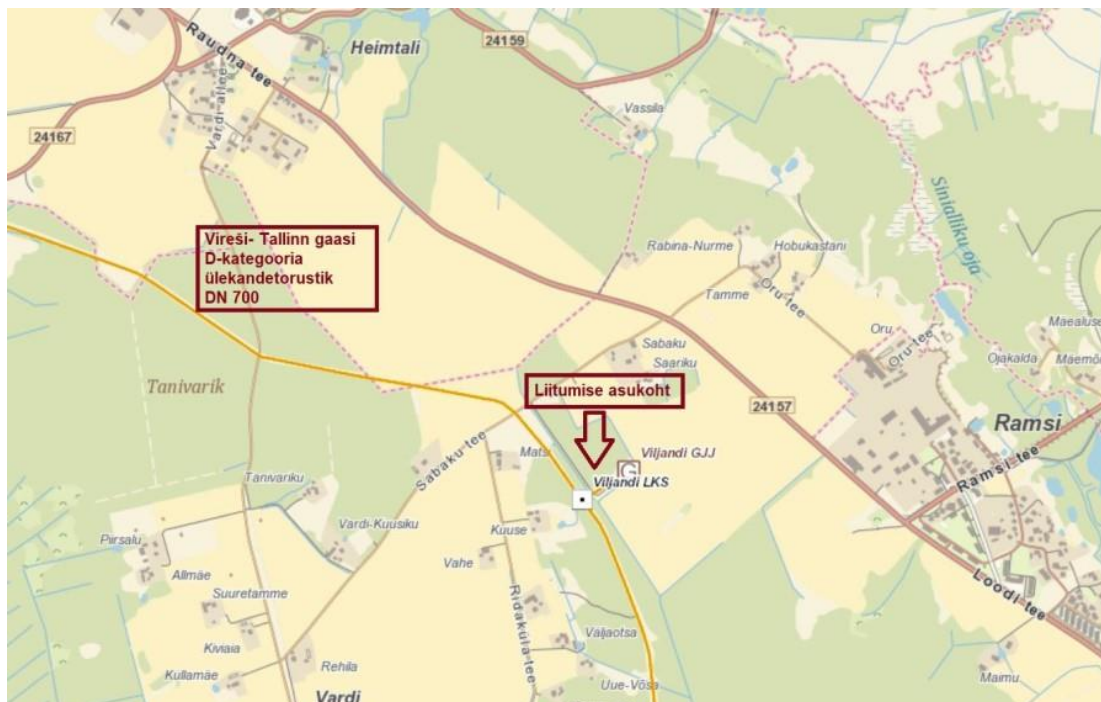 Heimtali
24159
Raudna tee
Vardi allee
24167
Vassila
Vireši- Tallinn gaasi
D-kategooria
ülekandetorustik
DN 700
Sinialliku oja
Rabina-Nurme
Hobukastani
Tamme
Oru tee
Oru
Oru tee
Maealuse
Ojakalda
Sabaku
Saariku
Tanivarik
Liitumise asukoht
24157
Ramsi
Ramsi tee
Matsi
Viljandi GJJ
G
Viljandi LKS
Sabaku tee
Tanivariku
Vardi-Kuusiku
Kuuse
Piirsalu
Vahe
Allmäe
Suuretamme
Ridaküla tee
Loodi tee
Kiviaia
Väljaotsa
Kullamäe
Rehila
Maimu
Uue-Võsa
Vardi